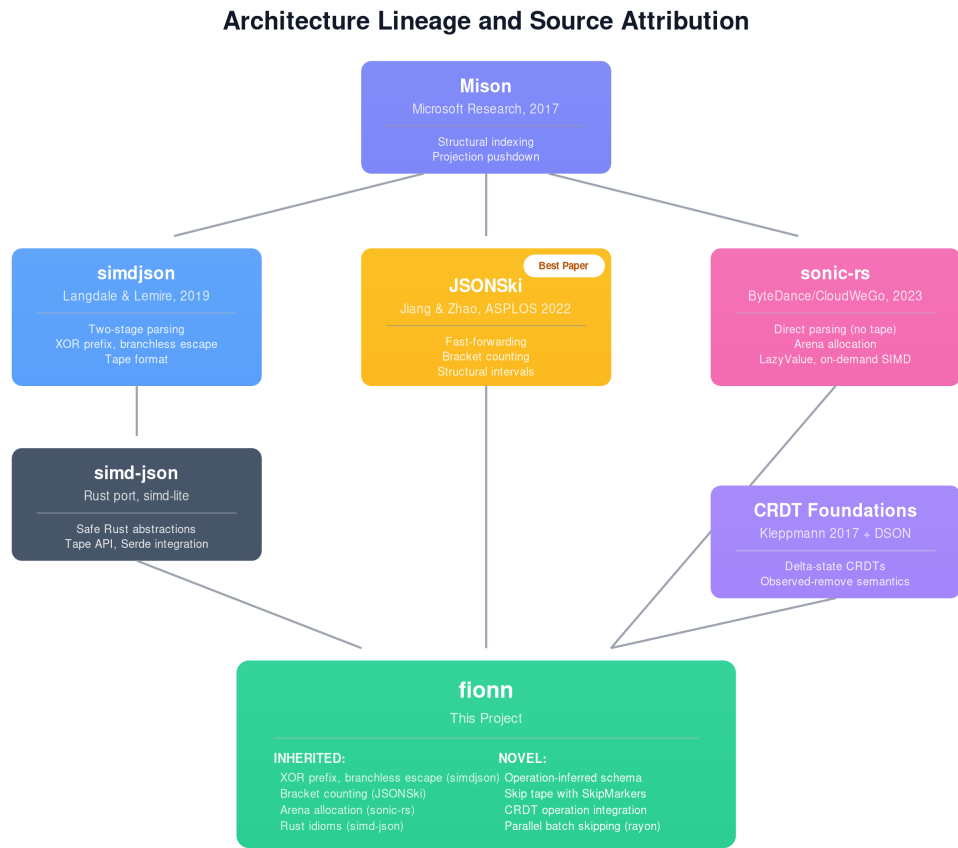 Architecture Lineage and Source Attribution
Mison
Microsoft Research, 2017
Structural indexing
Projection pushdown
simdjson
Langdale & Lemire, 2019
Two-stage parsing
XOR prefix, branchless escape
Tape format
Best Paper
JSONSki
Jiang & Zhao, ASPLOS 2022
Fast-forwarding
Bracket counting
Structural intervals
sonic-rs
ByteDance/CloudWeGo, 2023
Direct parsing (no tape)
Arena allocation
LazyValue, on-demand SIMD
simd-json
Rust port, simd-lite
Safe Rust abstractions
Tape API, Serde integration
CRDT Foundations
Kleppmann 2017 + DSON
Delta-state CRDTs
Observed-remove semantics
fionn
This Project
INHERITED:
XOR prefix, branchless escape (simdjson)
Bracket counting (JSONSki)
Arena allocation (sonic-rs)
Rust idioms (simd-json)
NOVEL:
Operation-inferred schema
Skip tape with SkipMarkers
CRDT operation integration
Parallel batch skipping (rayon)